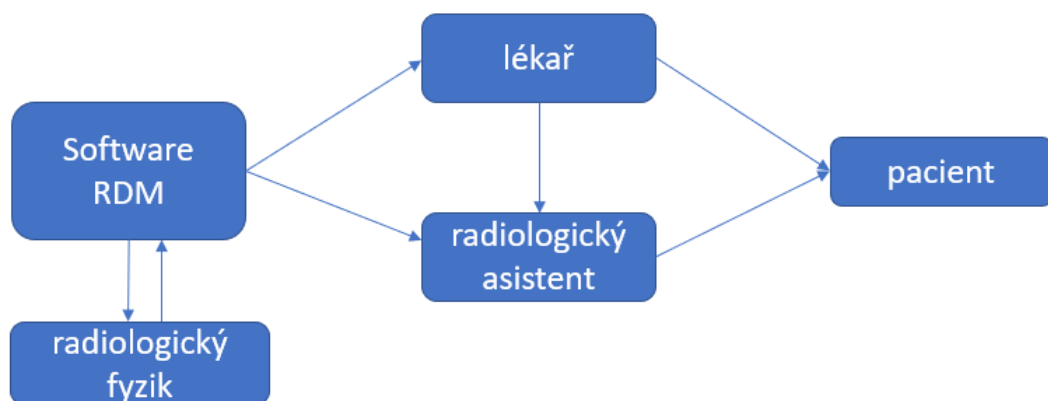 lékař
Software
RDM
pacient
radiologický
asistent
radiologický
fyzik